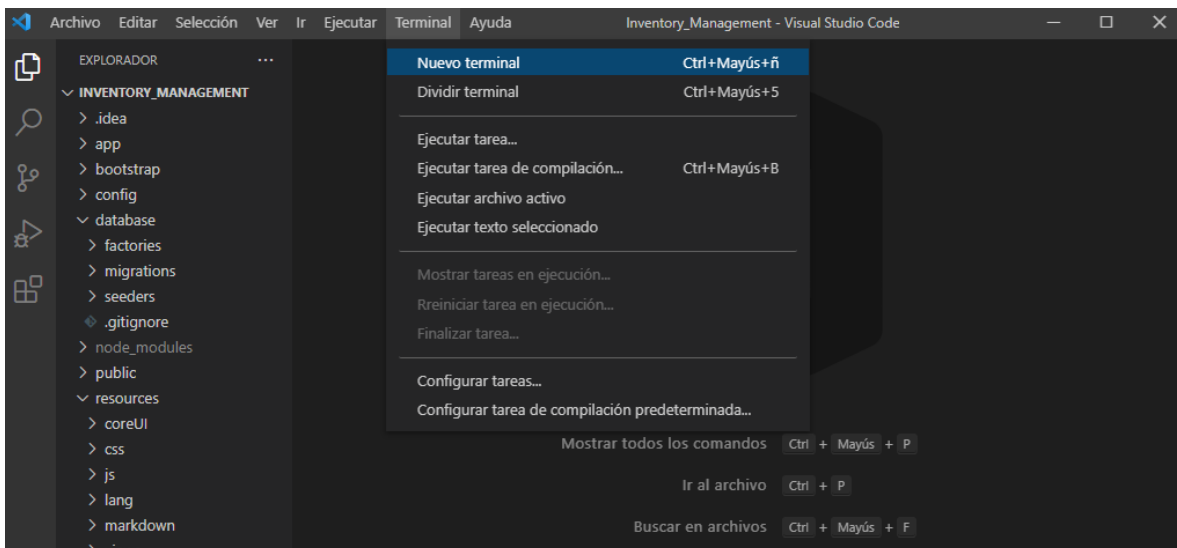 Archivo Editar Selección Ver Ir Ejecutar Terminal Ayuda Inventory_Management - Visual Studio Code
EXPLORADOR ...
INVENTORY_MANAGEMENT
.idea
app
bootstrap
config
database
factories
migrations
seeders
.gitignore
node_modules
public
resources
coreUI
css
js
lang
markdown
Nuevo terminal Ctrl+Mayús+ñ
Dividir terminal Ctrl+Mayús+5
Ejecutar tarea...
Ejecutar tarea de compilación... Ctrl+Mayús+B
Ejecutar archivo activo
Ejecutar texto seleccionado
Mostrar tareas en ejecución...
Rreiniciar tarea en ejecución...
Finalizar tarea...
Configurar tareas...
Configurar tarea de compilación predeterminada...
Mostrar todos los comandos Ctrl + Mayús + P
Ir al archivo Ctrl + P
Buscar en archivos Ctrl + Mayús + F